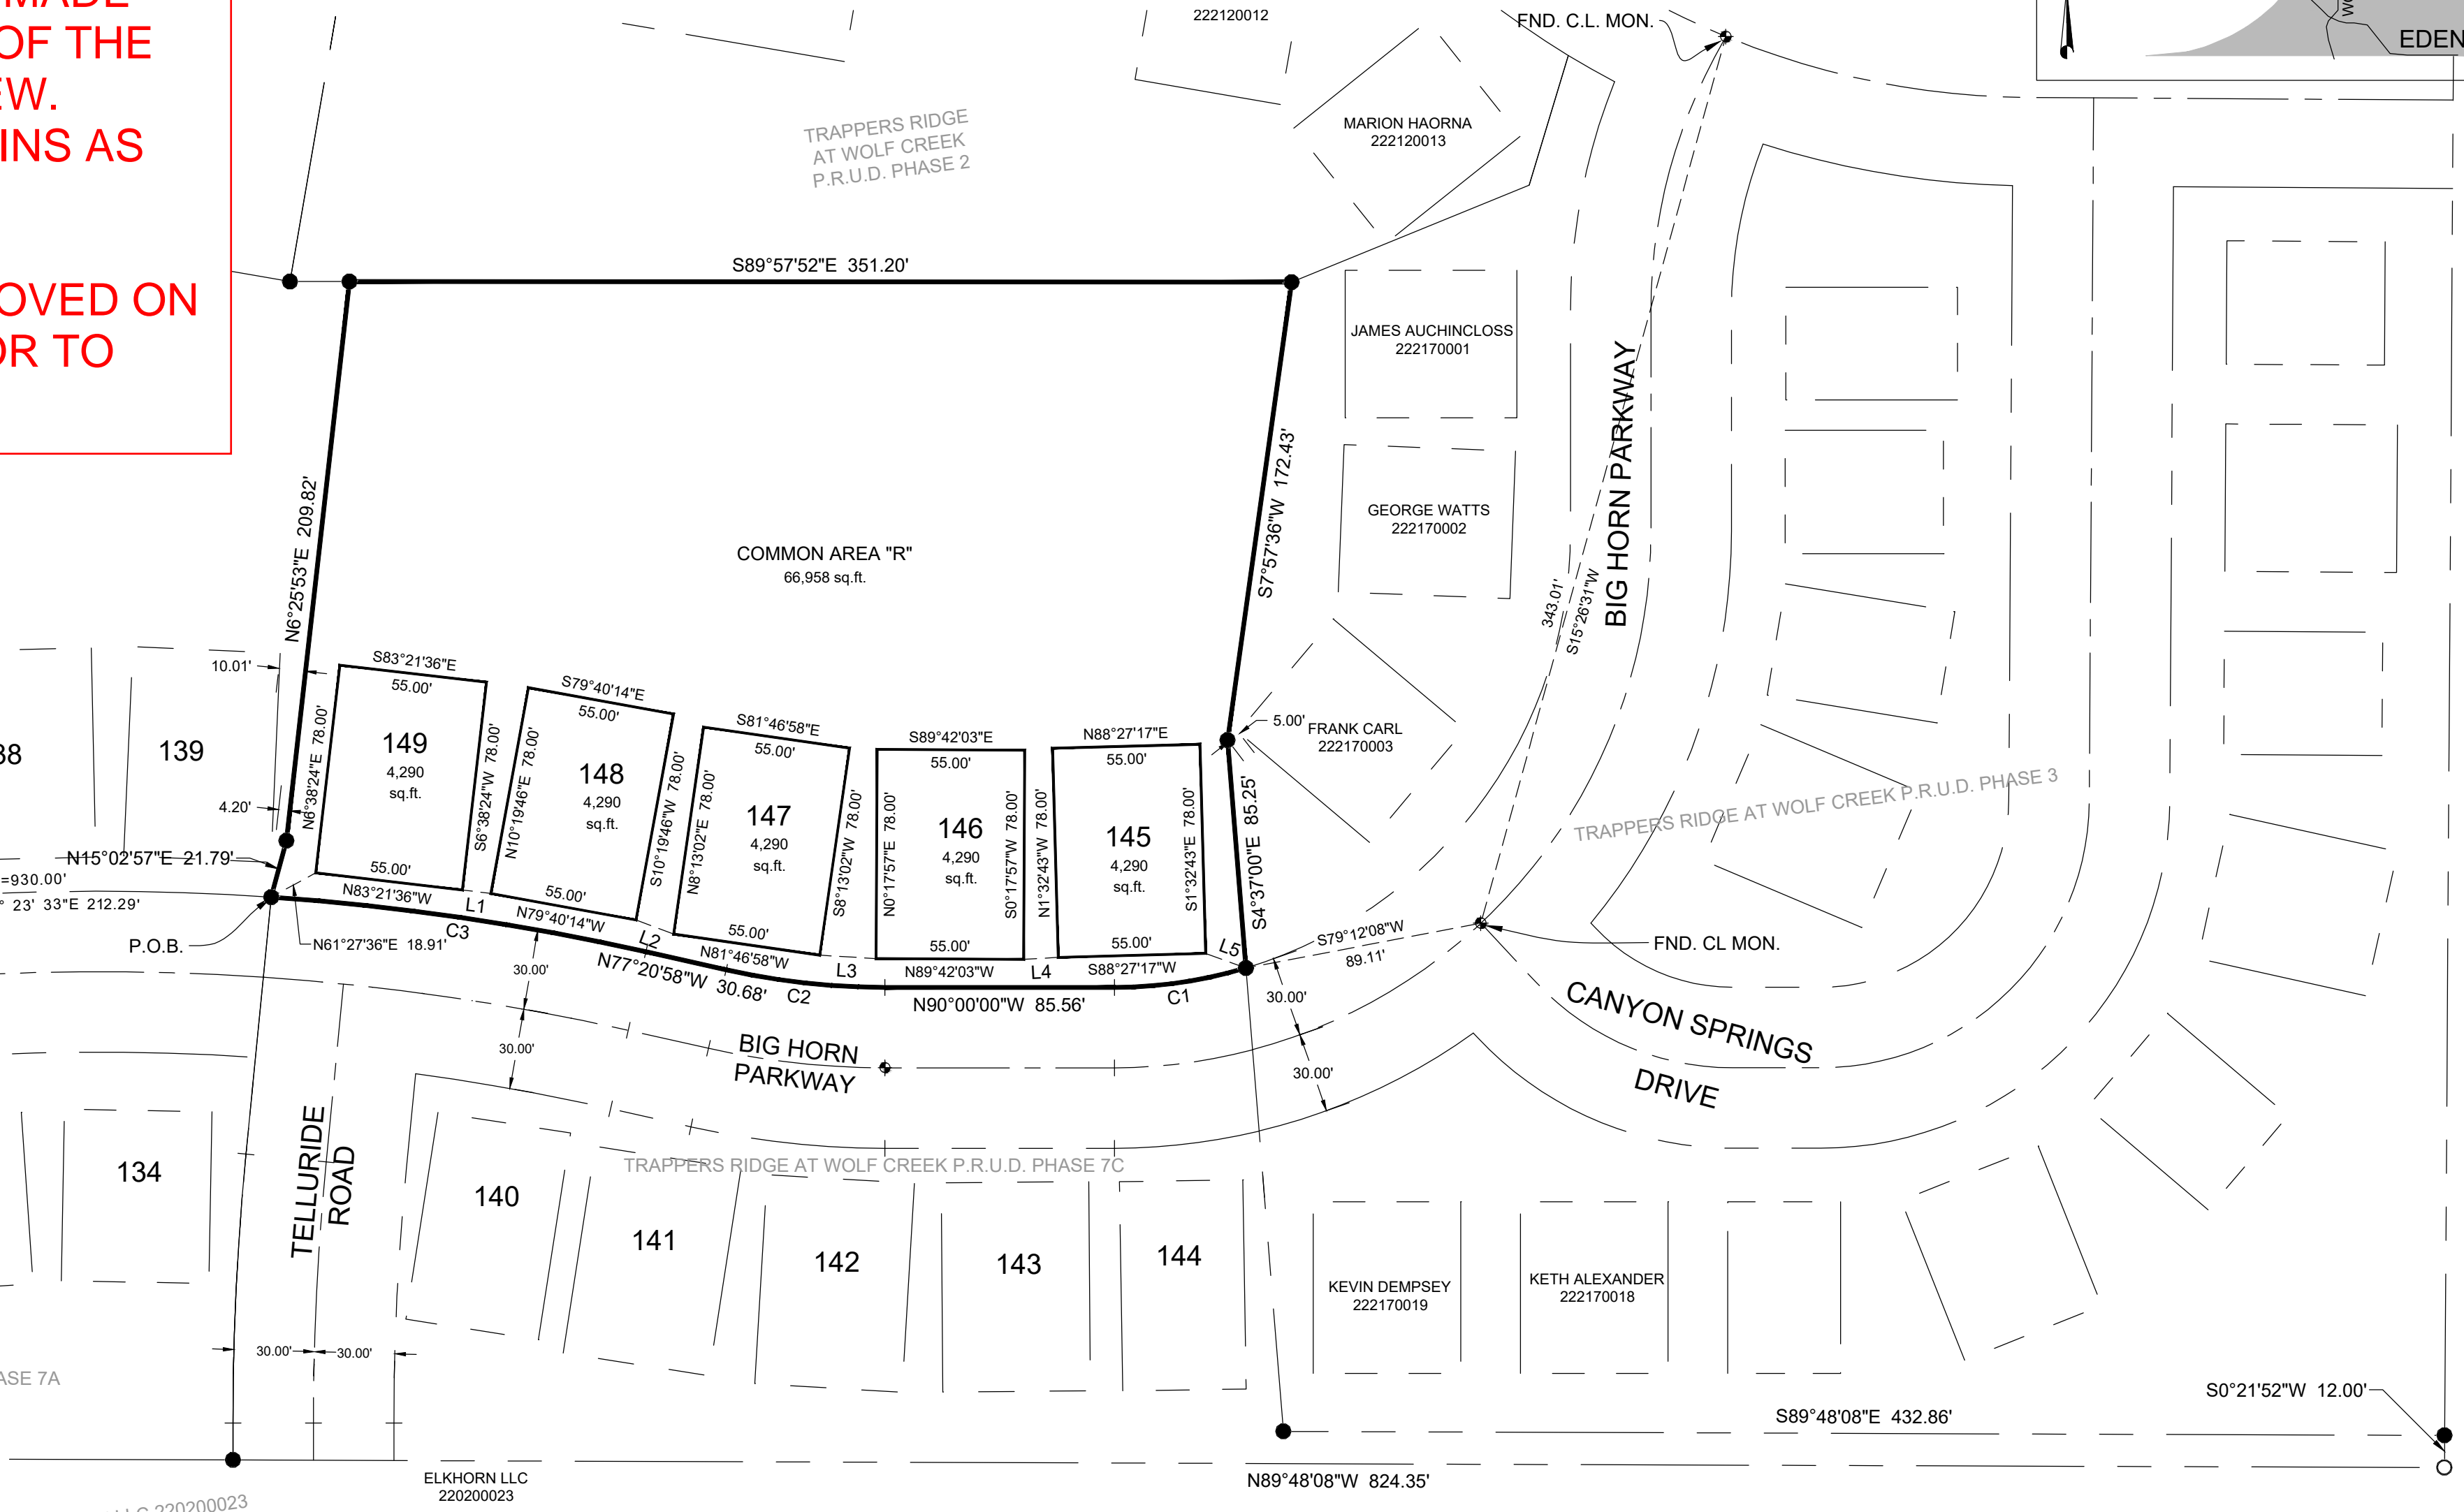 MADE
OF THE
EW.
INS AS
OVED ON
OR TO
222120012
FND. C.L. MON.
EDEN
MARION HAORNA
222120013
TRAPPERS RIDGE
AT WOLF CREEK
P.R.U.D. PHASE 2
S89°57'52"E 351.20'
JAMES AUCHINCLOSS
222170001
BIG HORN PARKWAY
N6°25'53"E 209.82'
S7°57'36"W 172.43'
GEORGE WATTS
222170002
COMMON AREA "R"
66,958 sq.ft.
343.01'
S15°26'31"W
10.01'
S83°21'36"E
55.00'
S79°40'14"E
55.00'
S81°46'58"E
55.00'
S89°42'03"E
55.00'
N88°27'17"E
55.00'
5.00'
FRANK CARL
222170003
38
139
149
4,290
sq.ft.
148
4,290
sq.ft.
147
4,290
sq.ft.
146
4,290
sq.ft.
145
4,290
sq.ft.
N6°38'24"E 78.00'
S6°38'24"W 78.00'
N10°19'46"E 78.00'
S10°19'46"W 78.00'
N8°13'02"E 78.00'
S8°13'02"W 78.00'
N0°17'57"E 78.00'
S0°17'57"W 78.00'
N1°32'43"W 78.00'
S1°32'43"E 78.00'
S4°37'00"E 85.25'
TRAPPERS RIDGE AT WOLF CREEK P.R.U.D. PHASE 3
4.20'
N15°02'57"E 21.79'
=930.00'
° 23' 33"E 212.29'
P.O.B.
N61°27'36"E 18.91'
55.00'
N83°21'36"W
L1
C3
55.00'
N79°40'14"W
L2
55.00'
N81°46'58"W
L3
55.00'
N89°42'03"W
L4
55.00'
S88°27'17"W
L5
S79°12'08"W
89.11'
FND. CL MON.
N77°20'58"W 30.68'
C2
N90°00'00"W 85.56'
C1
30.00'
30.00'
30.00'
30.00'
BIG HORN
PARKWAY
CANYON SPRINGS
DRIVE
TELLURIDE
ROAD
TRAPPERS RIDGE AT WOLF CREEK P.R.U.D. PHASE 7C
134
140
141
142
143
144
KEVIN DEMPSEY
222170019
KETH ALEXANDER
222170018
30.00'
30.00'
ASE 7A
S0°21'52"W 12.00'
S89°48'08"E 432.86'
ELKHORN LLC
220200023
N89°48'08"W 824.35'
LLC 220200023